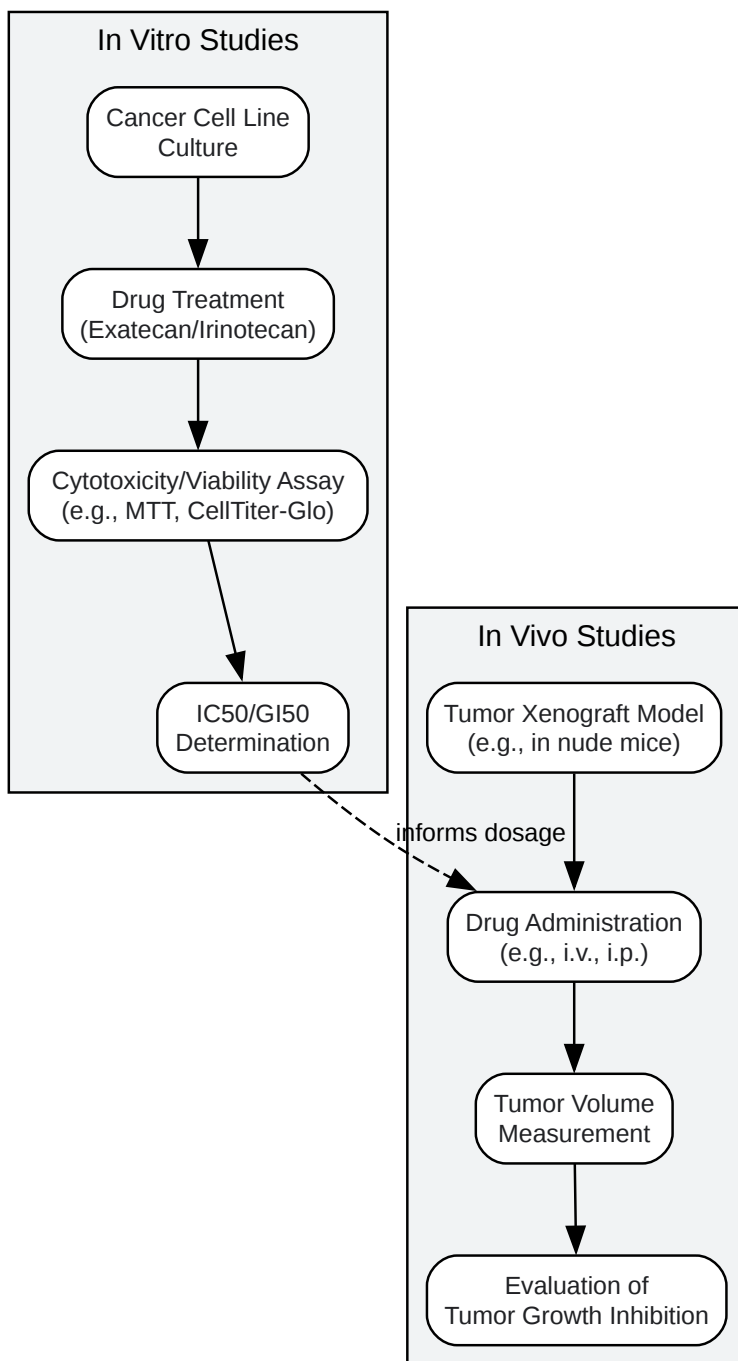 In Vitro Studies
Cancer Cell Line
Culture
Drug Treatment
(Exatecan/Irinotecan)
Cytotoxicity/Viability Assay
(e.g., MTT, CellTiter-Glo)
IC50/GI50
Determination
informs dosage
In Vivo Studies
Tumor Xenograft Model
(e.g., in nude mice)
Drug Administration
(e.g., i.v., i.p.)
Tumor Volume
Measurement
Evaluation of
Tumor Growth Inhibition